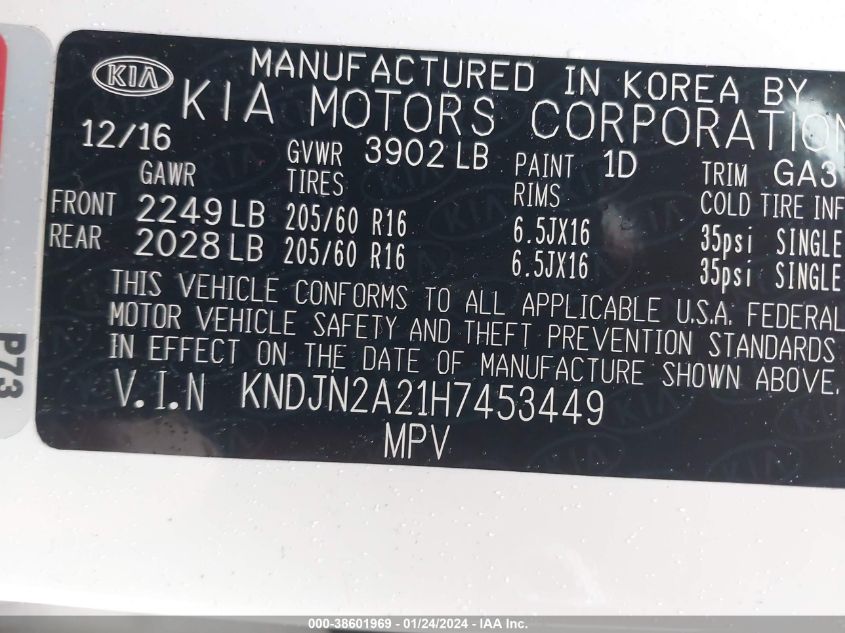 KIA
MANUFACTURED IN KOREA BY
KIA MOTORS CORPORATION
12/16 GVWR 3902 LB PAINT 1D TRIM GA3
GAWR TIRES RIMS COLD TIRE INF
FRONT 2249 LB 205/60 R16 6.5JX16 35psi SINGLE
REAR 2028 LB 205/60 R16 6.5JX16 35psi SINGLE
THIS VEHICLE CONFORMS TO ALL APPLICABLE U.S.A. FEDERAL
MOTOR VEHICLE SAFETY AND THEFT PREVENTION STANDARDS
IN EFFECT ON THE DATE OF MANUFACTURE SHOWN ABOVE.
V.I.N KNDJN2A21H7453449
MPV
P73
000-38601969 - 01/24/2024 - IAA Inc.